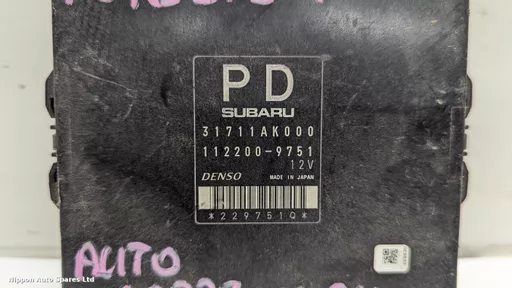 PD
SUBARU
31711AK000
112200-9751
12V
DENSO MADE IN JAPAN
*229751Q*
AUTO
Nippon Auto Spares Ltd /